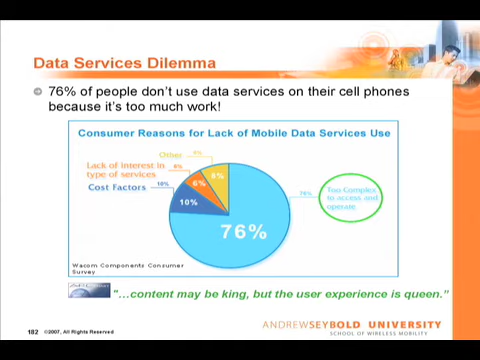 Data Services Dilemma
76% of people don't use data services on their cell phones
because it's too much work!
Consumer Reasons for Lack of Mobile Data Services Use
Other
Lack of interest in
type of services
6%
Cost Factors
10%
8%
6%
10%
76%
76%
Too Complex
to access and
operate
Wacom Components Consumer
Survey
"...content may be king, but the user experience is queen."
182 ©2007, All Rights Reserved
ANDREWSEYBOLD UNIVERSITY
SCHOOL OF WIRELESS MOBILITY